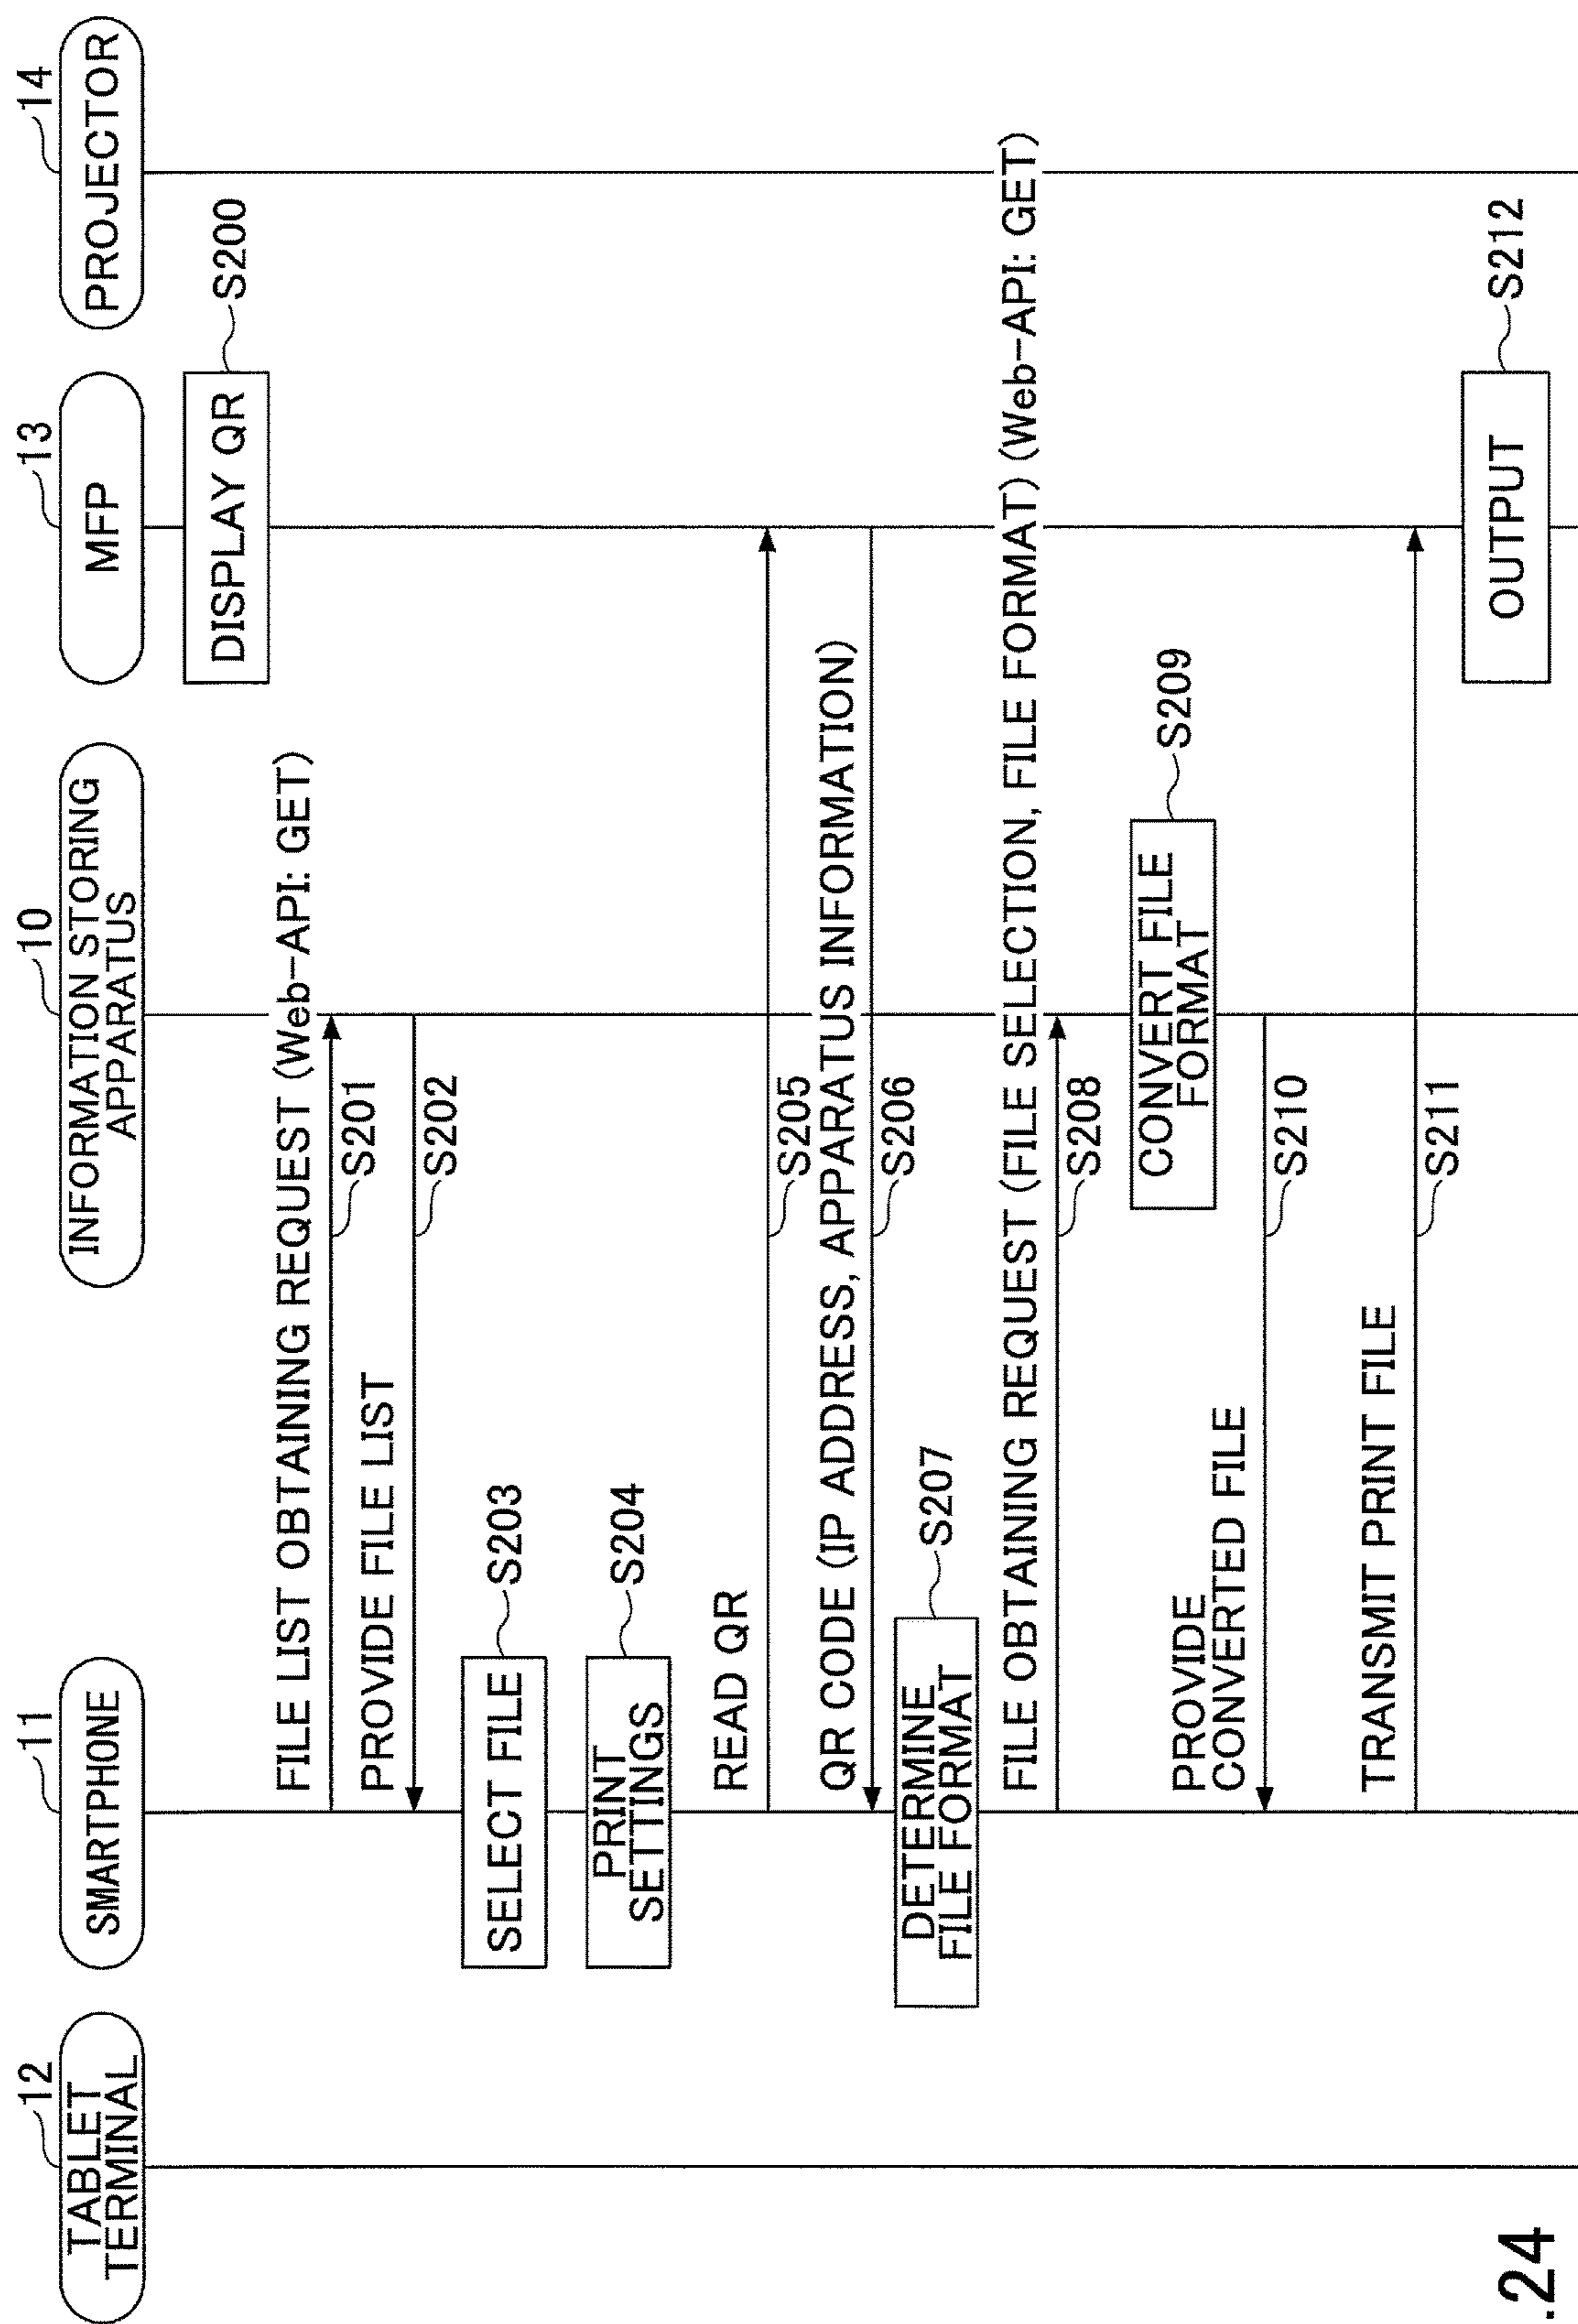 12
TABLET
TERMINAL
11
SMARTPHONE
10
INFORMATION STORING
APPARATUS
13
MFP
14
PROJECTOR
DISPLAY QR
S200
FILE LIST OBTAINING REQUEST (Web-API: GET)
S201
PROVIDE FILE LIST
S202
SELECT FILE
S203
PRINT
SETTINGS
S204
READ QR
S205
QR CODE (IP ADDRESS, APPARATUS INFORMATION)
S206
DETERMINE
FILE FORMAT
S207
FILE OBTAINING REQUEST (FILE SELECTION, FILE FORMAT) (Web-API: GET)
S208
CONVERT FILE
FORMAT
S209
PROVIDE
CONVERTED FILE
S210
TRANSMIT PRINT FILE
S211
OUTPUT
S212
.24